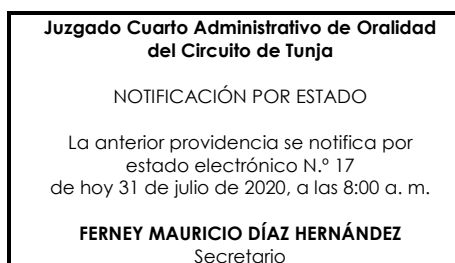 Juzgado Cuarto Administrativo de Oralidad
del Circuito de Tunja
NOTIFICACIÓN POR ESTADO
La anterior providencia se notifica por
estado electrónico N.º 17
de hoy 31 de julio de 2020, a las 8:00 a. m.
FERNEY MAURICIO DÍAZ HERNÁNDEZ
Secretario